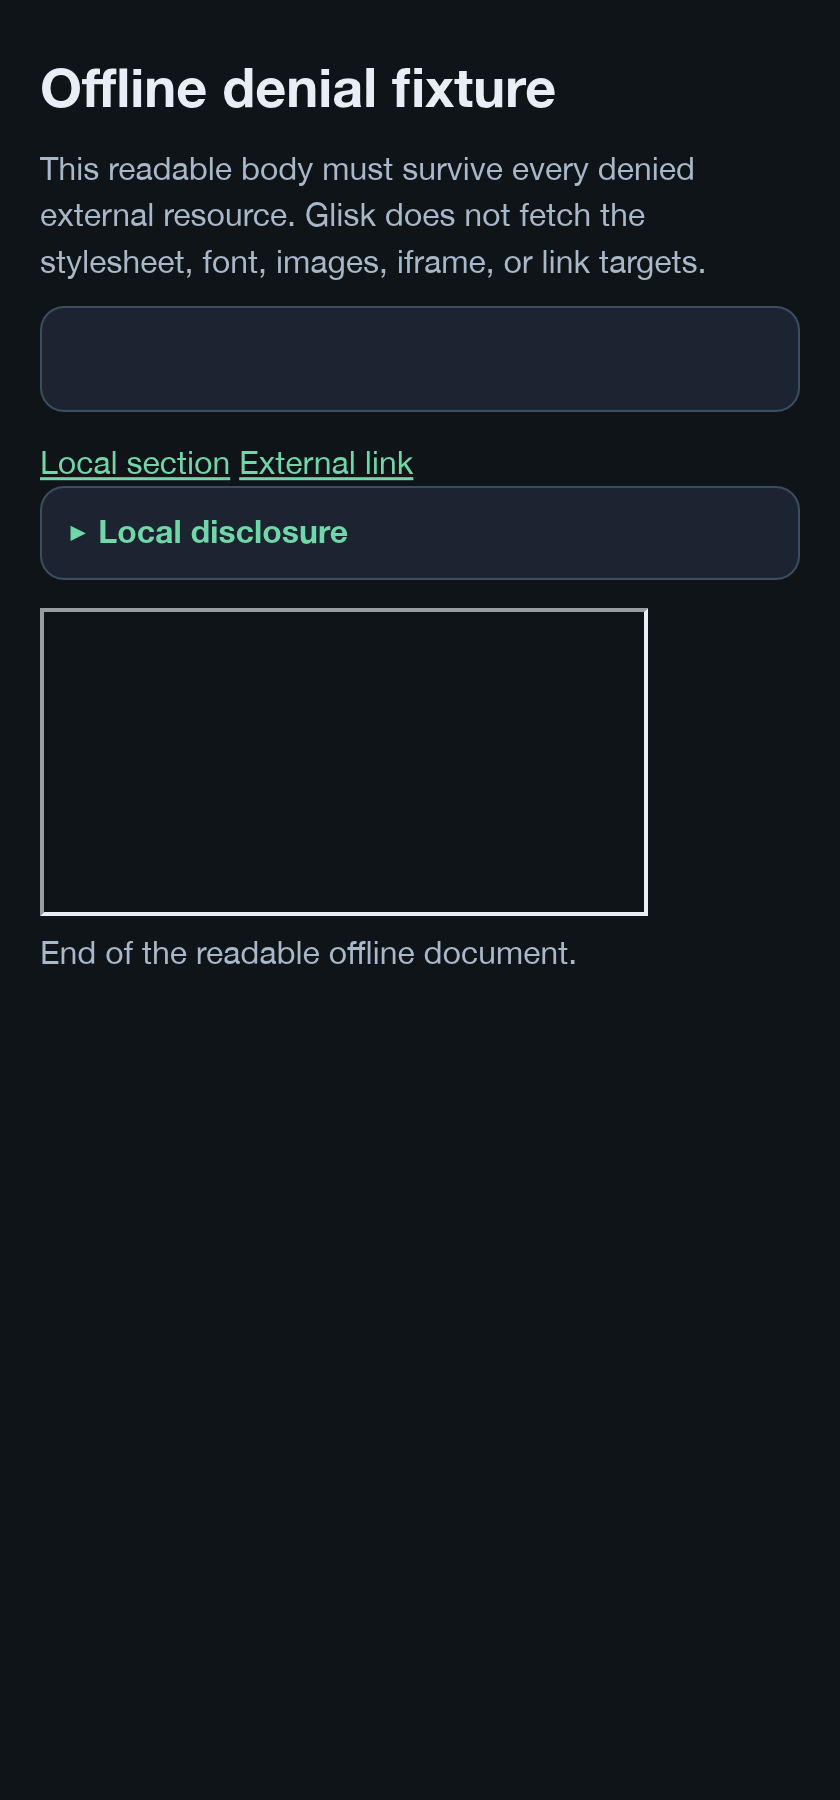 Offline denial fixture
This readable body must survive every denied
external resource. Glisk does not fetch the
stylesheet, font, images, iframe, or link targets.
Local section External link
▸ Local disclosure
End of the readable offline document.